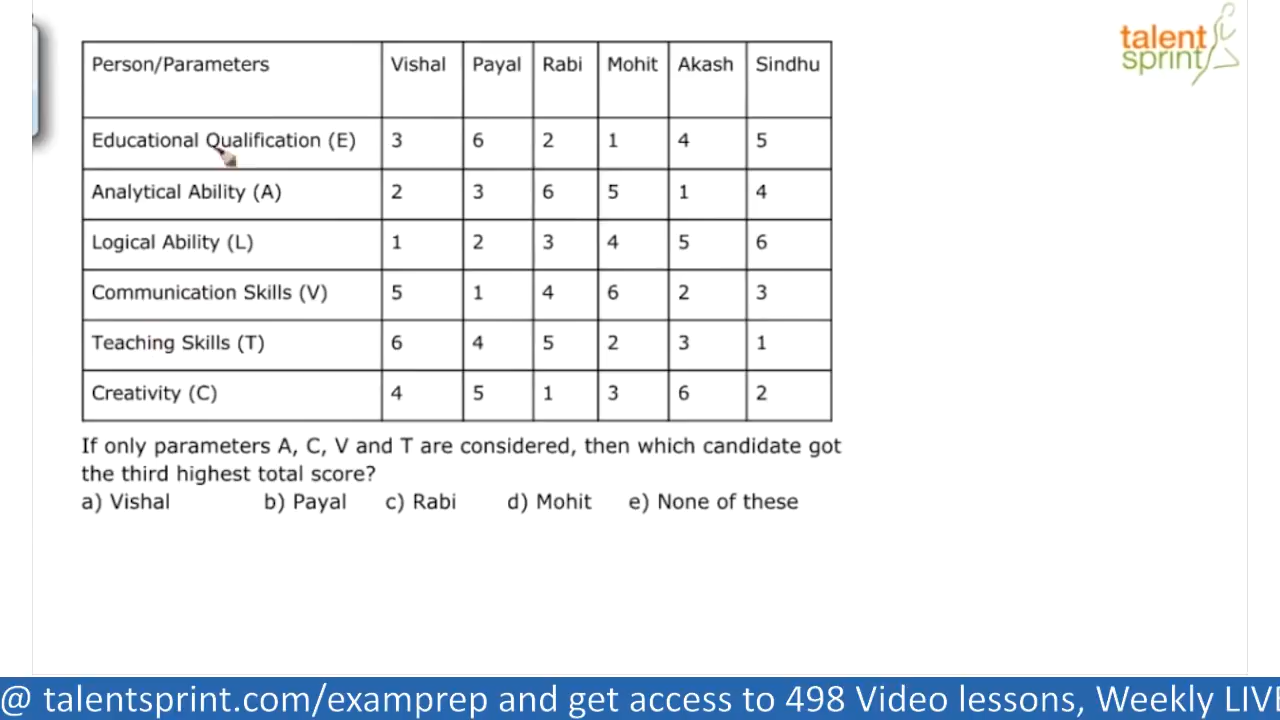 talent
sprint
Person/Parameters Vishal Payal Rabi Mohit Akash Sindhu
Educational Qualification (E) 3 6 2 1 4 5
Analytical Ability (A) 2 3 6 5 1 4
Logical Ability (L) 1 2 3 4 5 6
Communication Skills (V) 5 1 4 6 2 3
Teaching Skills (T) 6 4 5 2 3 1
Creativity (C) 4 5 1 3 6 2
If only parameters A, C, V and T are considered, then which candidate got
the third highest total score?
a) Vishal b) Payal c) Rabi d) Mohit e) None of these
@ talentsprint.com/examprep and get access to 498 Video lessons, Weekly LIVE